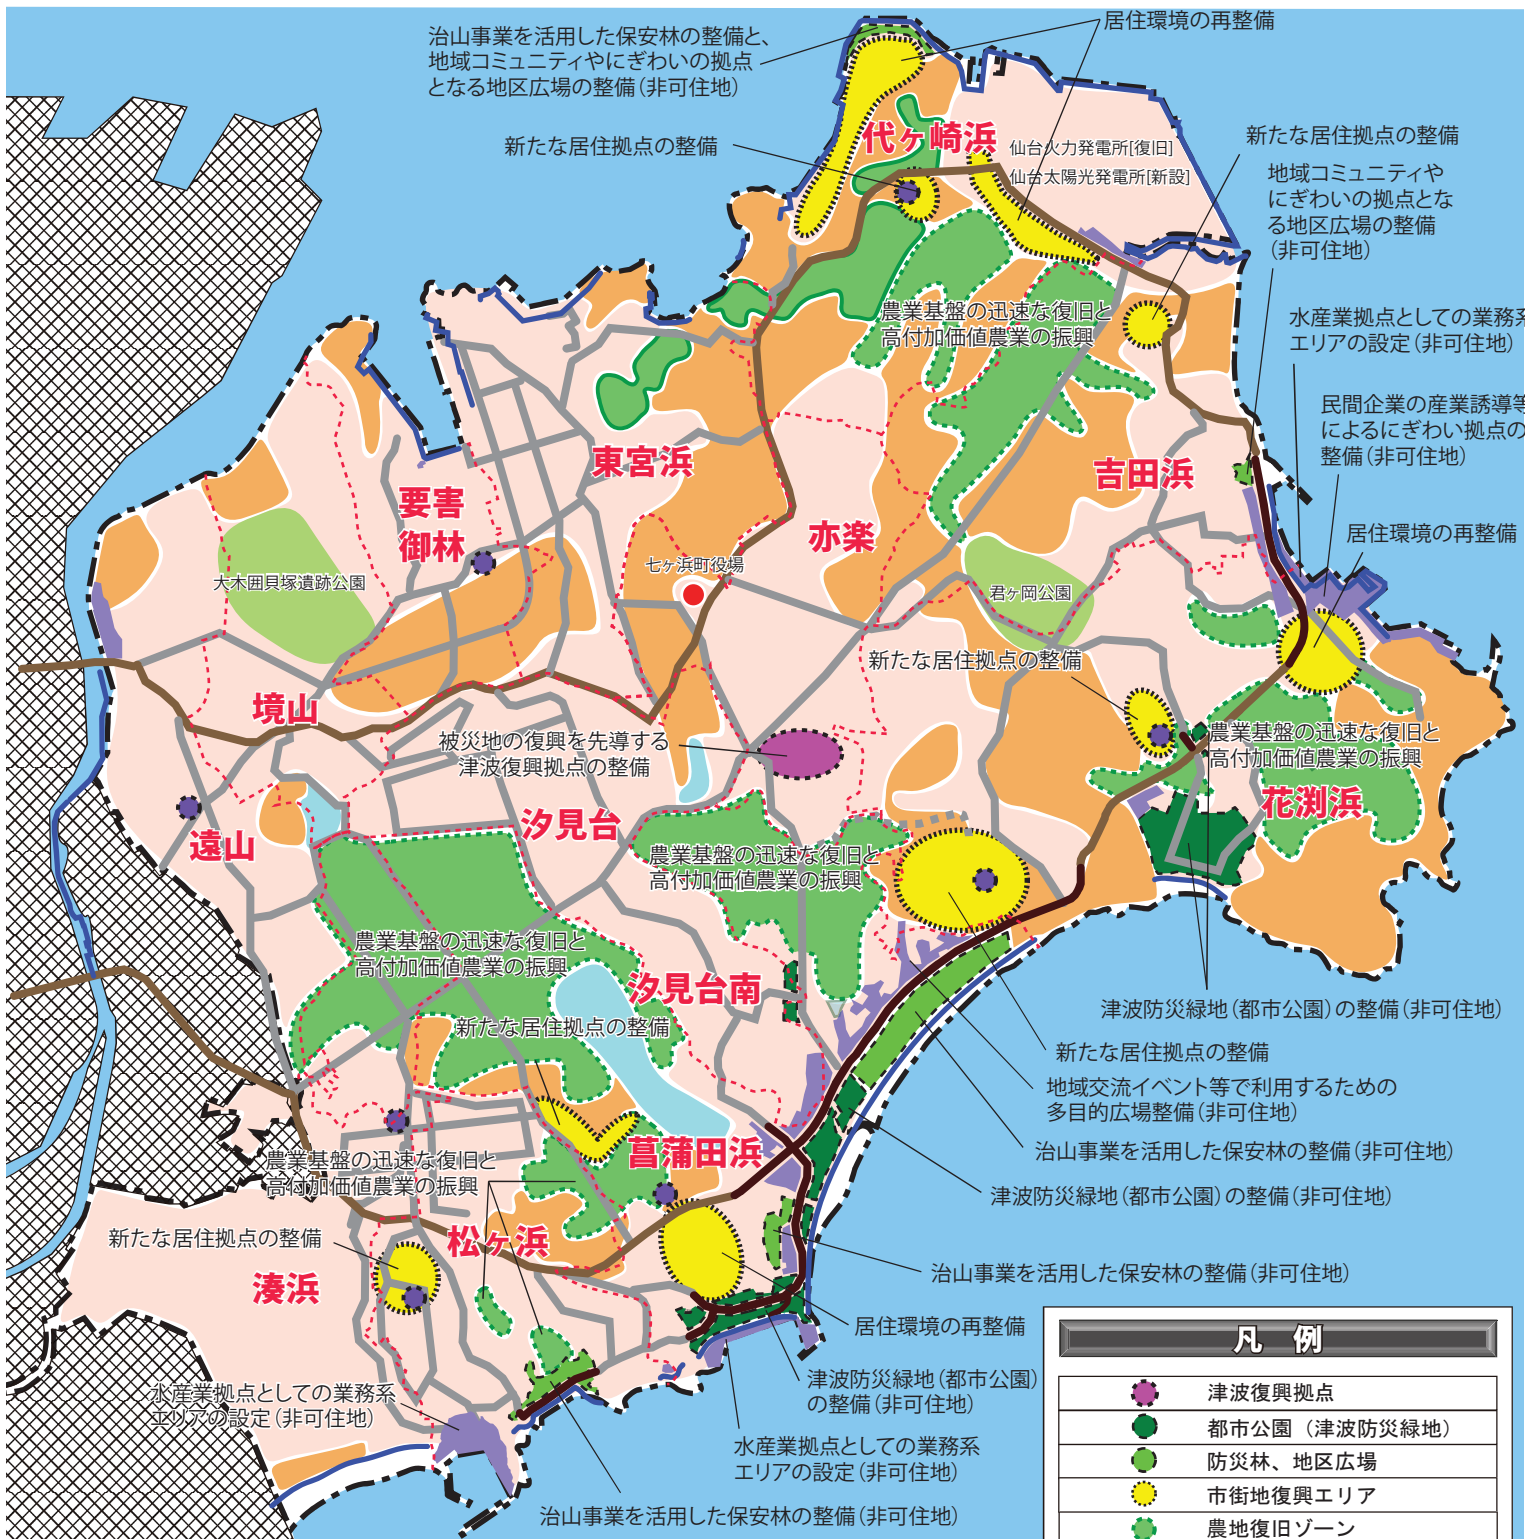 治山事業を活用した保安林の整備と、
地域コミュニティやにぎわいの拠点
となる地区広場の整備(非可住地)
居住環境の再整備
新たな居住拠点の整備
代ヶ崎浜
仙台火力発電所[復旧]
仙台太陽光発電所[新設]
新たな居住拠点の整備
地域コミュニティや
にぎわいの拠点とな
る地区広場の整備
(非可住地)
農業基盤の迅速な復旧と
高付加価値農業の振興
水産業拠点としての業務系
エリアの設定(非可住地)
民間企業の産業誘導等
によるにぎわい拠点の
整備(非可住地)
居住環境の再整備
東宮浜
要害
御林
亦楽
吉田浜
大木囲貝塚遺跡公園
七ヶ浜町役場
君ヶ岡公園
新たな居住拠点の整備
境山
被災地の復興を先導する
津波復興拠点の整備
農業基盤の迅速な復旧と
高付加価値農業の振興
花渕浜
遠山
汐見台
農業基盤の迅速な復旧と
高付加価値農業の振興
農業基盤の迅速な復旧と
高付加価値農業の振興
汐見台南
新たな居住拠点の整備
津波防災緑地(都市公園)の整備(非可住地)
新たな居住拠点の整備
地域交流イベント等で利用するための
多目的広場整備(非可住地)
治山事業を活用した保安林の整備(非可住地)
津波防災緑地(都市公園)の整備(非可住地)
菖蒲田浜
農業基盤の迅速な復旧と
高付加価値農業の振興
新たな居住拠点の整備
松ヶ浜
湊浜
治山事業を活用した保安林の整備(非可住地)
居住環境の再整備
津波防災緑地(都市公園)
の整備(非可住地)
水産業拠点としての業務系
エリアの設定(非可住地)
水産業拠点としての業務系
エリアの設定(非可住地)
治山事業を活用した保安林の整備(非可住地)
凡 例
津波復興拠点
都市公園(津波防災緑地)
防災林、地区広場
市街地復興エリア
農地復旧ゾーン